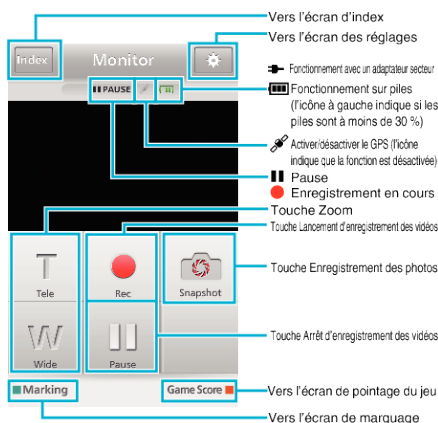 Vers l'écran d'index
Vers l'écran des réglages
Index
Monitor
Fonctionnement avec un adaptateur secteur
PAUSE
Fonctionnement sur piles
(l'icône à gauche indique si les
piles sont à moins de 30 %)
Activer/désactiver le GPS (l'icône
indique que la fonction est désactivée)
Pause
Enregistrement en cours
Touche Zoom
Touche Lancement d'enregistrement des vidéos
T
Tele
Rec
Snapshot
Touche Enregistrement des photos
W
Wide
Pause
Touche Arrêt d'enregistrement des vidéos
Marking
Game Score
Vers l'écran de pointage du jeu
Vers l'écran de marquage